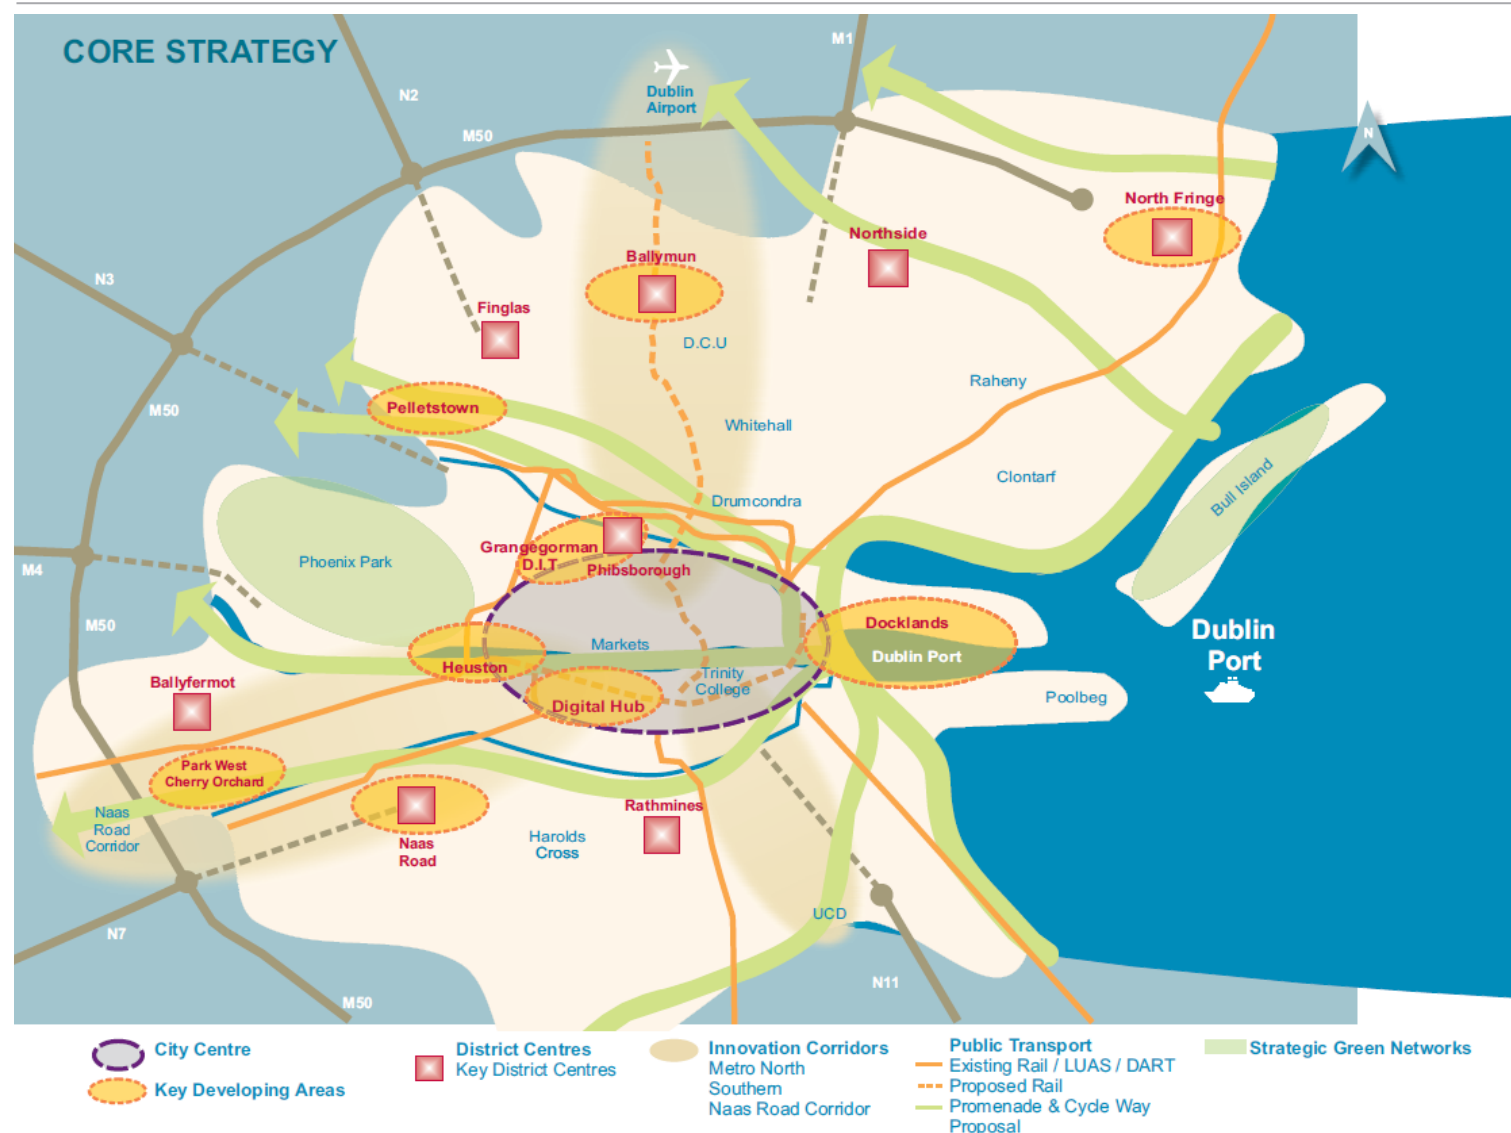 CORE STRATEGY
M1
N2
Dublin
Airport
M50
N
North Fringe
Northside
Ballymun
N3
Finglas
D.C.U
Raheny
M50
Pelletstown
Whitehall
Clontarf
Bull Island
Drumcondra
Grangegorman
D.I.T
Phibsborough
Phoenix Park
M4
M50
Docklands
Dublin Port
Dublin
Port
Markets
Heuston
Trinity
College
Poolbeg
Ballyfermot
Digital Hub
Park West
Cherry Orchard
Naas
Road
Corridor
Rathmines
Naas
Road
Harolds
Cross
UCD
N7
M50
N11
City Centre
Key Developing Areas
District Centres
Key District Centres
Innovation Corridors
Metro North
Southern
Naas Road Corridor
Public Transport
Existing Rail / LUAS / DART
Proposed Rail
Promenade & Cycle Way
Proposal
Strategic Green Networks